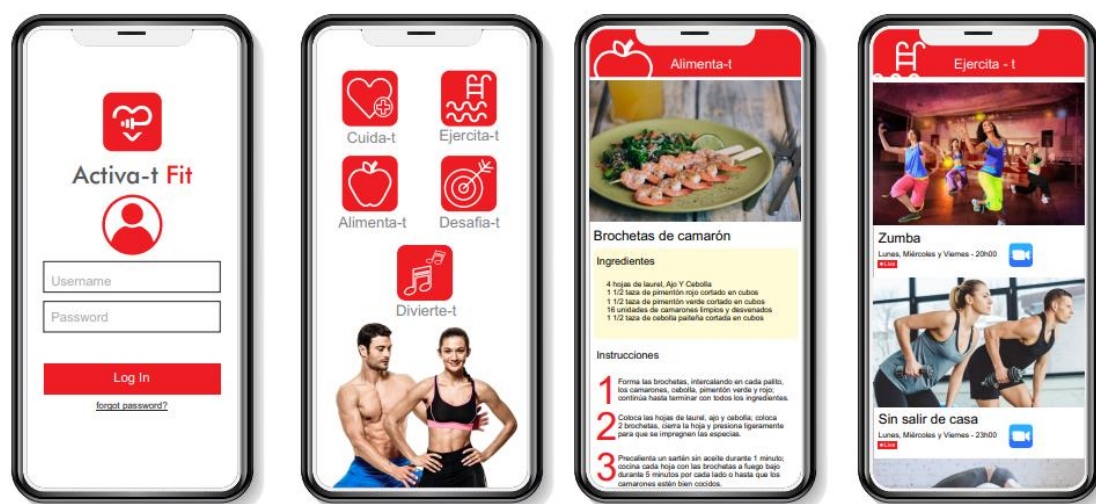 Activa-t Fit
Username
Password
Log In
forgot password?
Cuida-t
Ejercita-t
Alimenta-t
Desafia-t
Divierte-t
Alimenta-t
Brochetas de camarón
Ingredientes
4 hojas de laurel, Ajo Y Cebolla
1 1/2 taza de pimentón rojo cortado en cubos
1 1/2 taza de pimentón verde cortado en cubos
16 unidades de camarones limpios y desvenados
1 1/2 taza de cebolla paiteña cortada en cubos
Instrucciones
1
Forma las brochetas, intercalando en cada palito,
los camarones, cebolla, pimentón verde y rojo;
continúa hasta terminar con todos los ingredientes.
2
Coloca las hojas de laurel, ajo y cebolla; coloca
2 brochetas, cierra la hoja y presiona ligeramente
para que se impregnen las especias.
3
Precalienta un sartén sin aceite durante 1 minuto;
cocina cada hoja con las brochetas a fuego bajo
durante 5 minutos por cada lado o hasta que los
camarones estén bien cocidos.
Ejercita - t
Zumba
Lunes, Miércoles y Viernes - 20h00
Live
Sin salir de casa
Lunes, Miércoles y Viernes - 23h00
Live